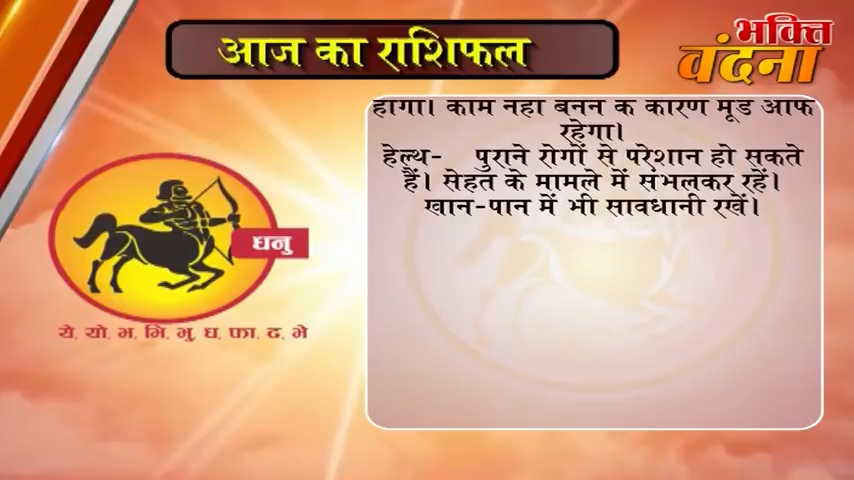 आज का राशिफल
भक्ति
वंदना
होगा। काम नहीं बनने के कारण मूड ऑफ
रहेगा।
हेल्थ- पुराने रोगों से परेशान हो सकते
हैं। सेहत के मामले में संभलकर रहें।
खान-पान में भी सावधानी रखें।
धनु
ये, यो, भ, भि, भु, ध, फा, ढ, भे